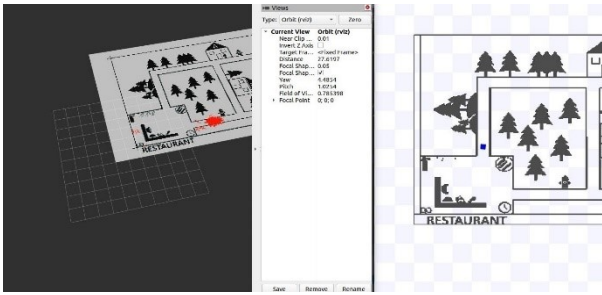 Views
Type: Orbit (rviz) Zero
Current View Orbit (rviz)
Near Clip ... 0.01
Invert Z Axis
Target Fra... <Fixed Frame>
Distance 27.6197
Focal Shap... 0.05
Focal Shap...
Yaw 4.4854
Pitch 1.0254
Field of Vi... 0.785398
Focal Point 0; 0; 0
Save Remove Rename
RESTAURANT
RESTAURANT